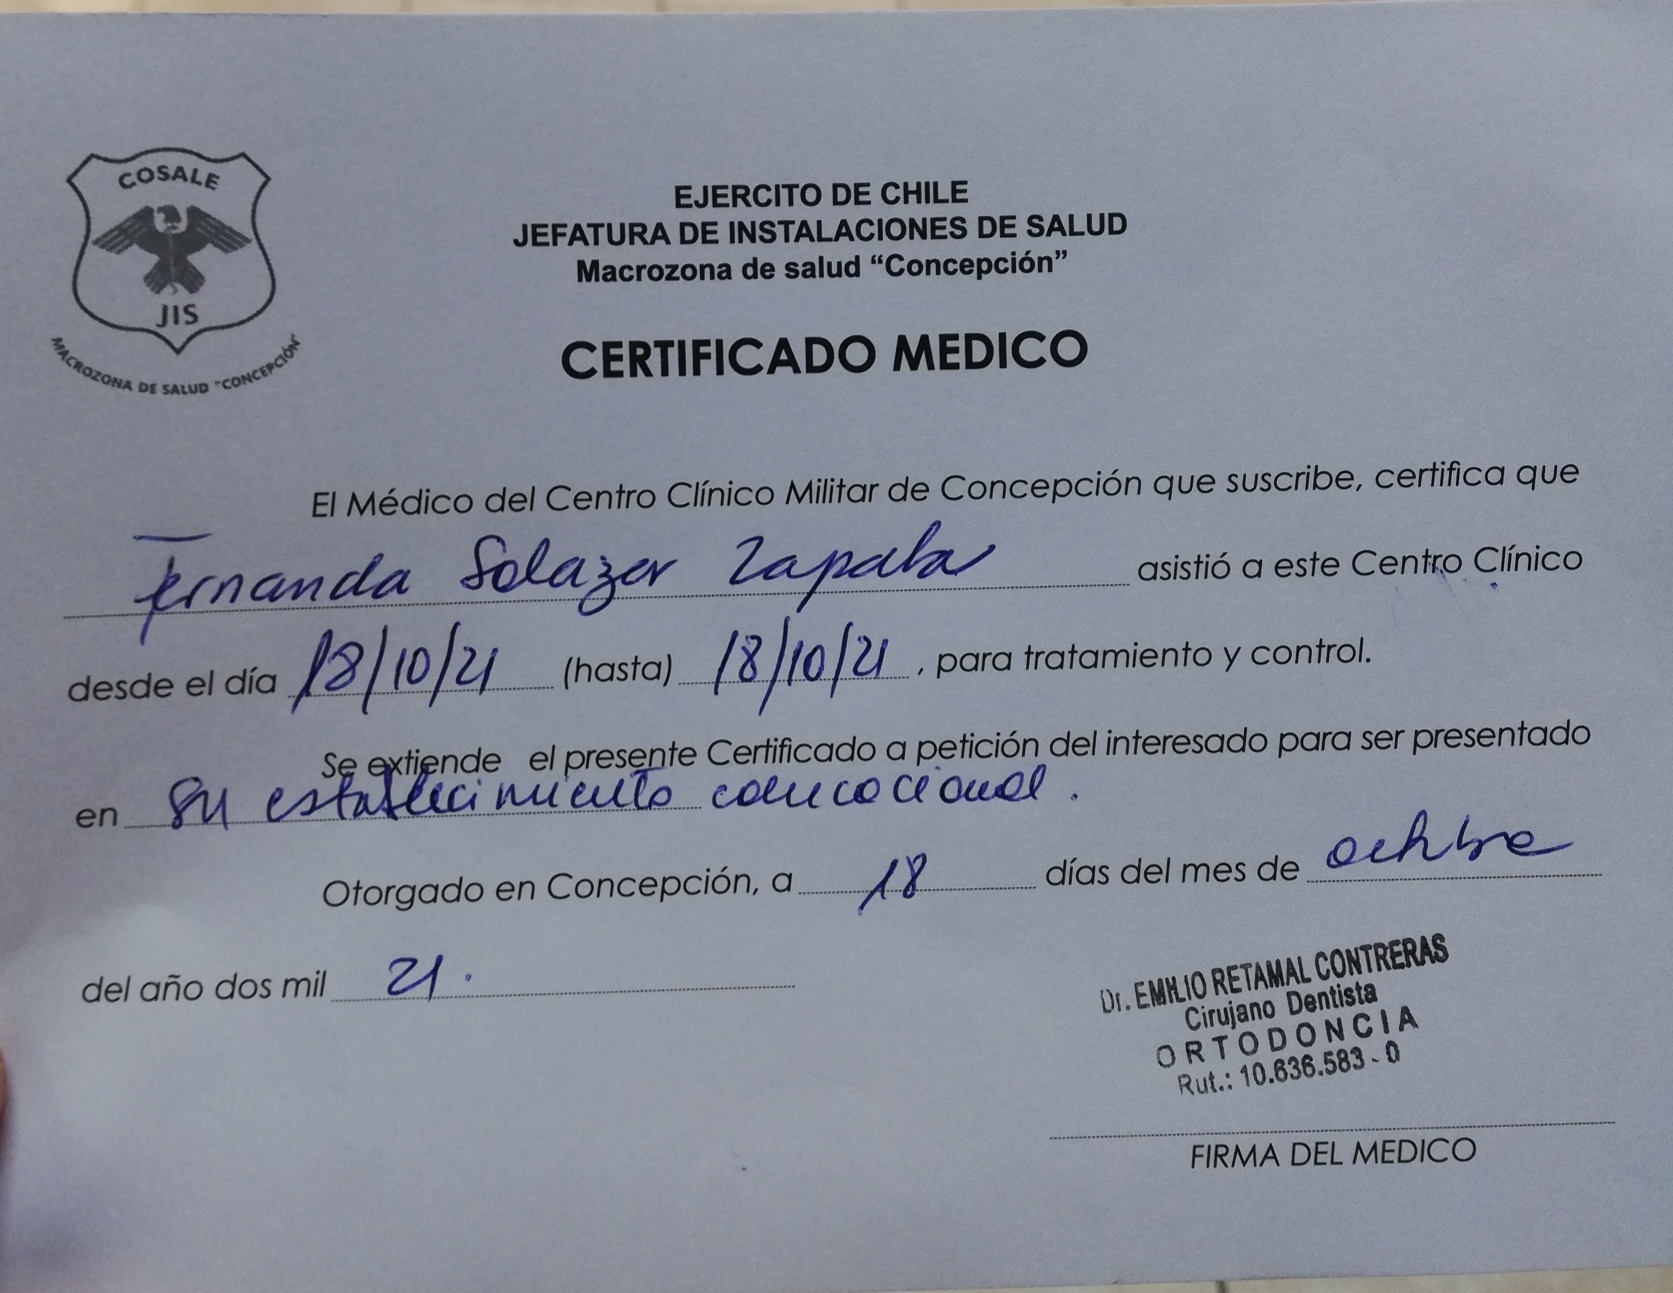 COSALE
JIS
MACROZONA DE SALUD "CONCEPCIÓN"
EJERCITO DE CHILE
JEFATURA DE INSTALACIONES DE SALUD
Macrozona de salud “Concepción”
CERTIFICADO MEDICO
El Médico del Centro Clínico Militar de Concepción que suscribe, certifica que
Fernanda Salazar Zapata asistió a este Centro Clínico
desde el día 18/10/21 (hasta) 18/10/21, para tratamiento y control.
Se extiende el presente Certificado a petición del interesado para ser presentado
en su establecimiento educacional.
Otorgado en Concepción, a 18 días del mes de octubre
del año dos mil 21.
Dr. EMILIO RETAMAL CONTRERAS
Cirujano Dentista
ORTODONCIA
Rut.: 10.636.583-0
FIRMA DEL MEDICO